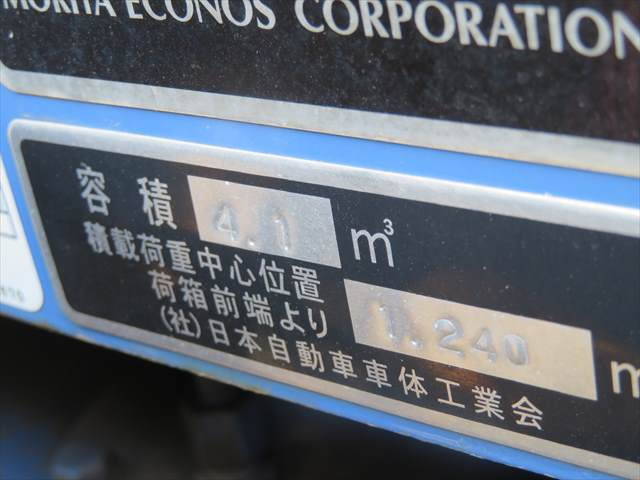 MORITA ECONOS CORPORATION
容積 4.1 m³
積載荷重中心位置
荷箱前端より 1.240 m
(社)日本自動車車体工業会